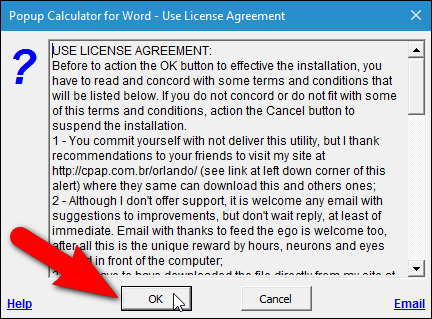 Popup Calculator for Word - Use License Agreement
?
USE LICENSE AGREEMENT:
Before to action the OK button to effective the installation, you
have to read and concord with some terms and conditions that
will be listed below. If you do not concord or do not fit with some
of this terms and conditions, action the Cancel button to
suspend the installation.
1 - You commit yourself with not deliver this utility, but I thank
recommendations to your friends to visit my site at
http://cpap.com.br/orlando/ (see link at left down corner of this
alert) where they same can download this and others ones;
2 - Although I don't offer support, it is welcome any email with
suggestions to improvements, but don't wait reply, at least of
immediate. Email with thanks to feed the ego is welcome too,
after all this is the unique reward by hours, neurons and eyes
in front of the computer;
to have downloaded the file directly from my site at
Help
OK
Cancel
Email